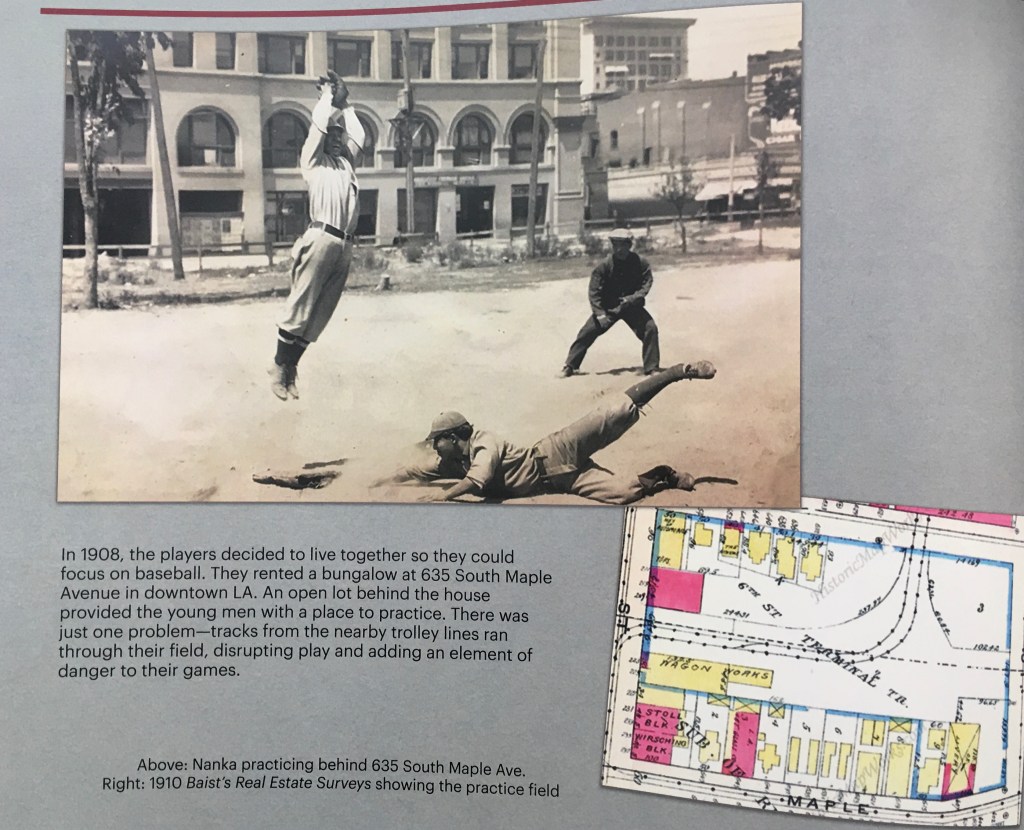 In 1908, the players decided to live together so they could
focus on baseball. They rented a bungalow at 635 South Maple
Avenue in downtown LA. An open lot behind the house
provided the young men with a place to practice. There was
just one problem—tracks from the nearby trolley lines ran
through their field, disrupting play and adding an element of
danger to their games.
Above: Nanka practicing behind 635 South Maple Ave.
Right: 1910 Baist's Real Estate Surveys showing the practice field
6TH ST
TERMINAL TR.
3
WAGON WORKS
STOLL
BLK.
HIRSCHING
BLK.
SUB.
MAPLE